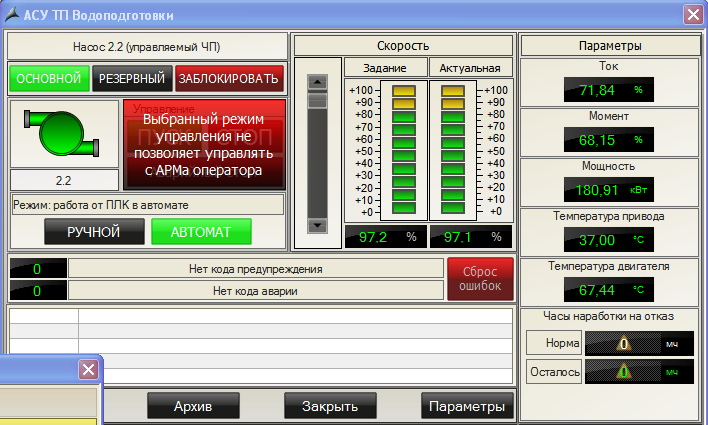 АСУ ТП Водоподготовки
Насос 2.2 (управляемый ЧП)
ОСНОВНОЙ
РЕЗЕРВНЫЙ
ЗАБЛОКИРОВАТЬ
Управление
ПУСК
СТОП
Выбранный режим
управления не
позволяет управлять
с АРМа оператора
2.2
Режим: работа от ПЛК в автомате
РУЧНОЙ
АВТОМАТ
Скорость
Задание
Актуальная
+100
+90
+80
+70
+60
+50
+40
+30
+20
+10
+0
+100
+90
+80
+70
+60
+50
+40
+30
+20
+10
+0
97.2 %
97.1 %
Параметры
Ток
71,84 %
Момент
68,15 %
Мощность
180,91 кВт
Температура привода
37,00 °C
Температура двигателя
67,44 °C
Часы наработки на отказ
Норма 0 мч
Осталось 0 мч
0 Нет кода предупреждения
0 Нет кода аварии
Сброс
ошибок
Архив
Закрыть
Параметры